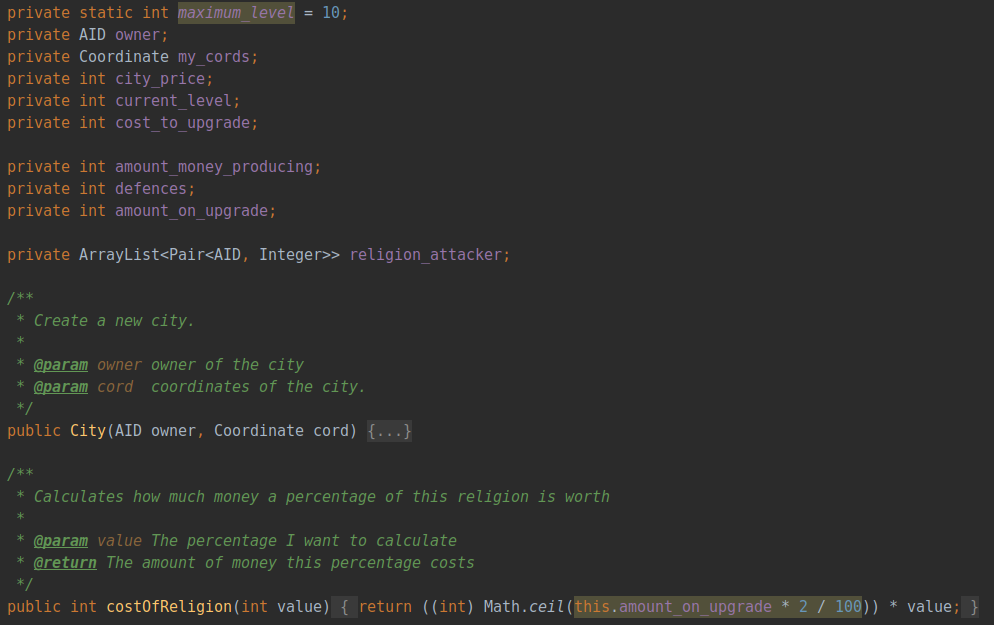 private static int maximum_level = 10;
private AID owner;
private Coordinate my_cords;
private int city_price;
private int current_level;
private int cost_to_upgrade;

private int amount_money_producing;
private int defences;
private int amount_on_upgrade;

private ArrayList<Pair<AID, Integer>> religion_attacker;

/**
 * Create a new city.
 *
 * @param owner owner of the city
 * @param cord  coordinates of the city.
 */
public City(AID owner, Coordinate cord) {...}

/**
 * Calculates how much money a percentage of this religion is worth
 *
 * @param value The percentage I want to calculate
 * @return The amount of money this percentage costs
 */
public int costOfReligion(int value) { return ((int) Math.ceil(this.amount_on_upgrade * 2 / 100)) * value; }